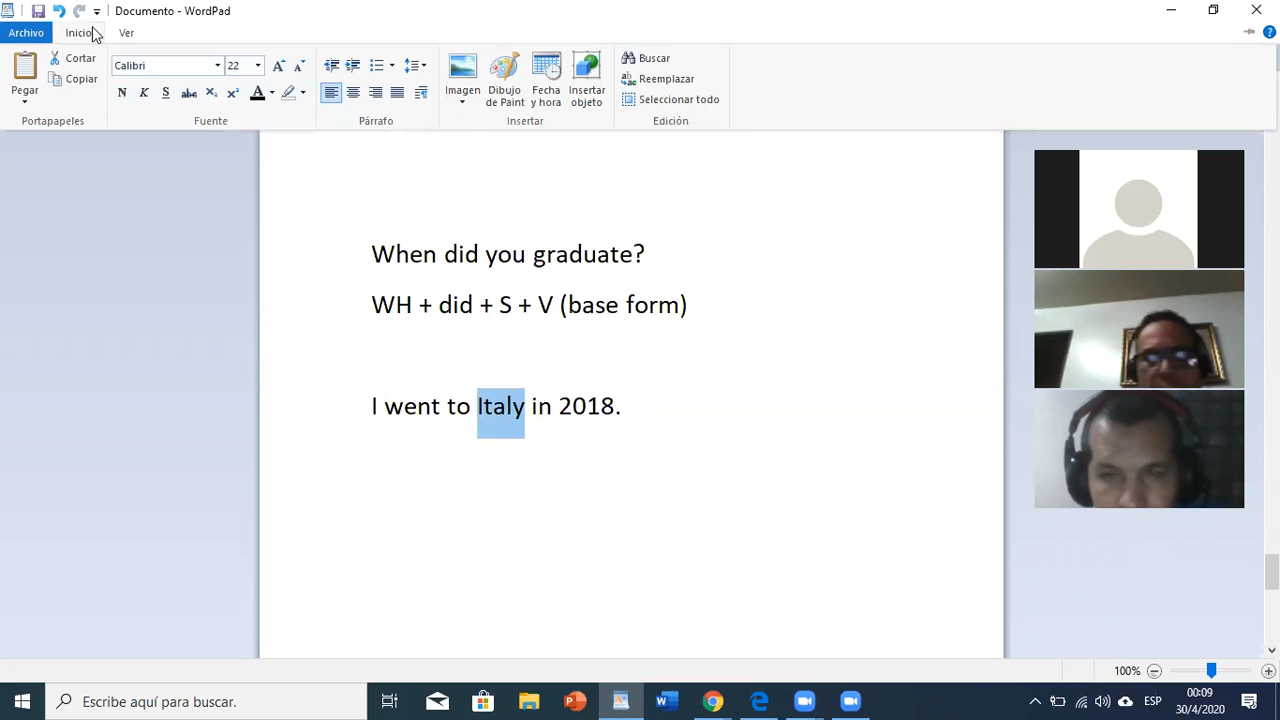 Documento - WordPad
Archivo
Inicio
Ver
Pegar
Cortar
Copiar
Portapapeles
Calibri
22
N K S abc X₂ X² A
Fuente
Párrafo
Imagen
Dibujo
de Paint
Fecha
y hora
Insertar
objeto
Insertar
Buscar
Reemplazar
Seleccionar todo
Edición
When did you graduate?
WH + did + S + V (base form)
I went to Italy in 2018.
100%
Escribe aquí para buscar.
ESP
00:09
30/4/2020